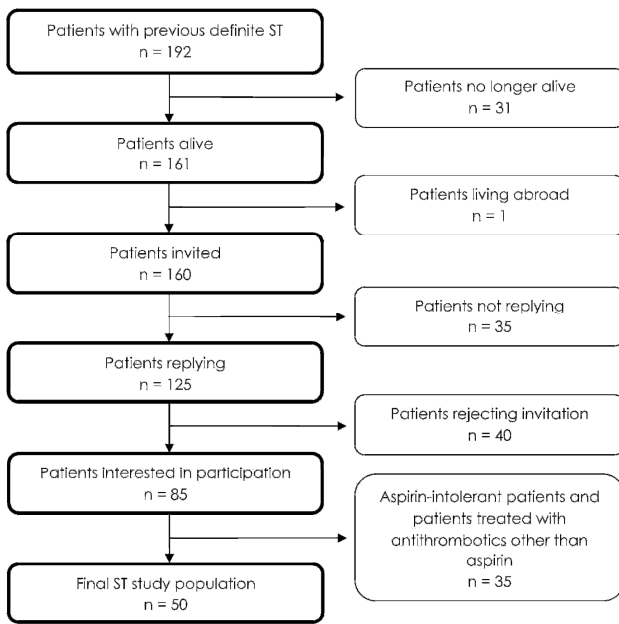 Patients with previous definite ST
n = 192
Patients no longer alive
n = 31
Patients alive
n = 161
Patients living abroad
n = 1
Patients invited
n = 160
Patients not replying
n = 35
Patients replying
n = 125
Patients rejecting invitation
n = 40
Patients interested in participation
n = 85
Aspirin-intolerant patients and
patients treated with
antithrombotics other than
aspirin
n = 35
Final ST study population
n = 50